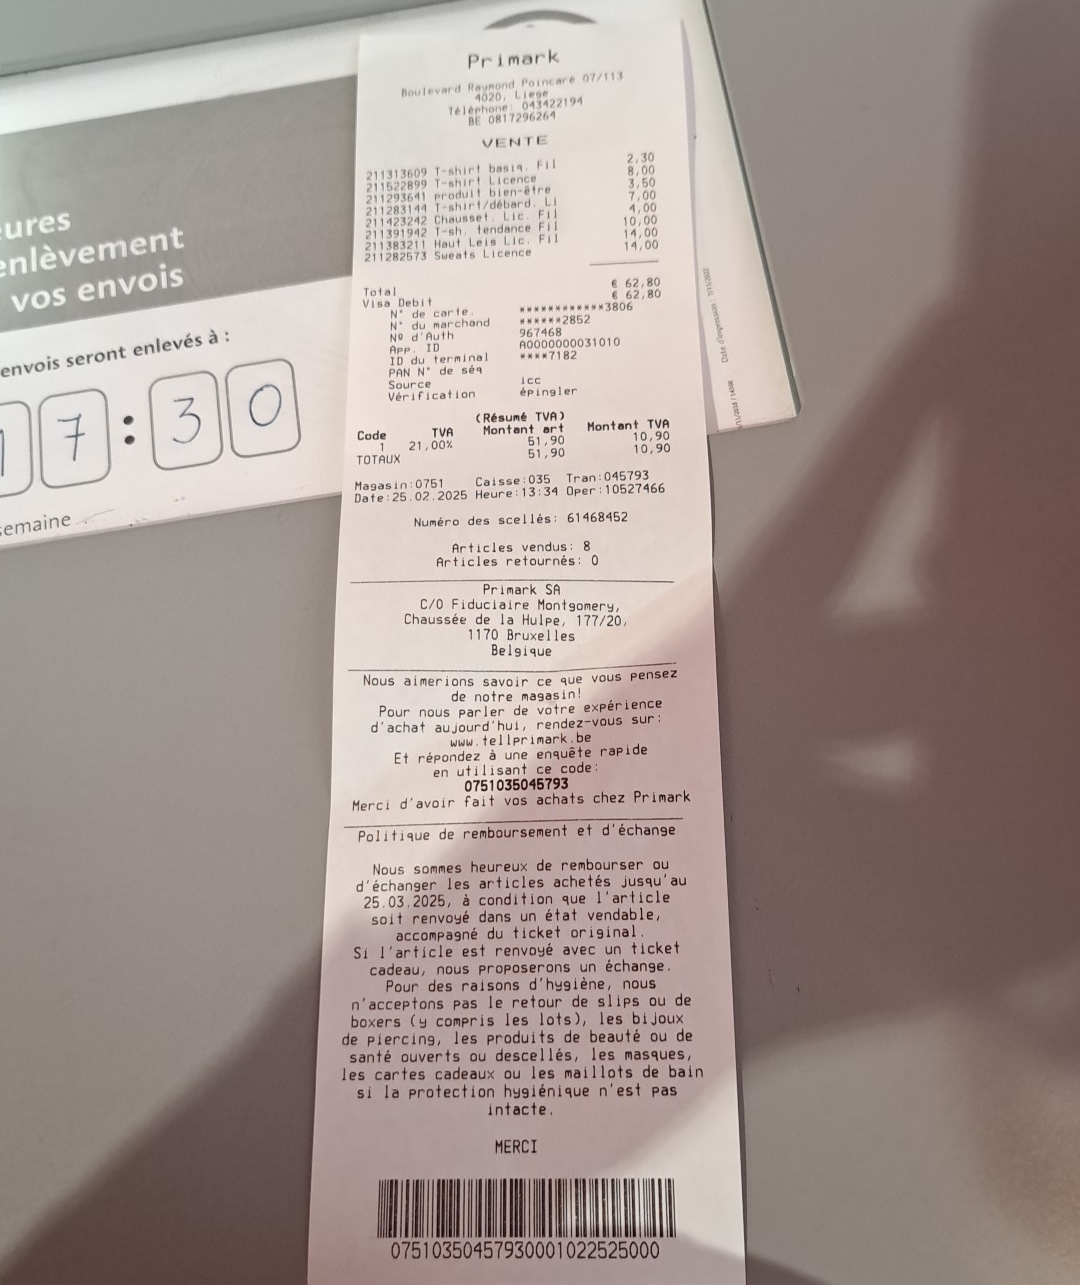 Primark
Boulevard Raymond Poincaré 07/113
4020, Liege
Téléphone: 043422194
BE 0817296264
VENTE
211313609 T-shirt basiq. Fil 2,30
211522899 T-shirt Licence 8,00
211293641 produit bien-être 3,50
211283144 T-shirt/débard. Li 7,00
211423242 Chausset. Lic. Fil 4,00
211391942 T-sh. tendance Fil 10,00
211383211 Haut Leis Lic. Fil 14,00
211282573 Sweats Licence 14,00
Total € 62,80
Visa Debit € 62,80
N° de carte. ************3806
N° du marchand ******2852
Nº d'Auth 967468
App. ID A0000000031010
ID du terminal ****7182
PAN N° de séq
Source icc
Vérification épingler
(Résumé TVA)
Code TVA Montant art Montant TVA
1 21,00% 51,90 10,90
TOTAUX 51,90 10,90
Magasin:0751 Caisse:035 Tran:045793
Date:25.02.2025 Heure:13:34 Oper:10527466
Numéro des scellés: 61468452
Articles vendus: 8
Articles retournés: 0
Primark SA
C/O Fiduciaire Montgomery,
Chaussée de la Hulpe, 177/20,
1170 Bruxelles
Belgique
Nous aimerions savoir ce que vous pensez
de notre magasin!
Pour nous parler de votre expérience
d'achat aujourd'hui, rendez-vous sur:
www.tellprimark.be
Et répondez à une enquête rapide
en utilisant ce code:
0751035045793
Merci d'avoir fait vos achats chez Primark
Politique de remboursement et d'échange
Nous sommes heureux de rembourser ou
d'échanger les articles achetés jusqu'au
25.03.2025, à condition que l'article
soit renvoyé dans un état vendable,
accompagné du ticket original.
Si l'article est renvoyé avec un ticket
cadeau, nous proposerons un échange.
Pour des raisons d'hygiène, nous
n'acceptons pas le retour de slips ou de
boxers (y compris les lots), les bijoux
de piercing, les produits de beauté ou de
santé ouverts ou descellés, les masques,
les cartes cadeaux ou les maillots de bain
si la protection hygiénique n'est pas
intacte.
MERCI
0751035045793000102252​5000
eures
enlèvement
vos envois
envois seront enlevés à :
17:30
semaine
Date d'impression : 7/11/2022